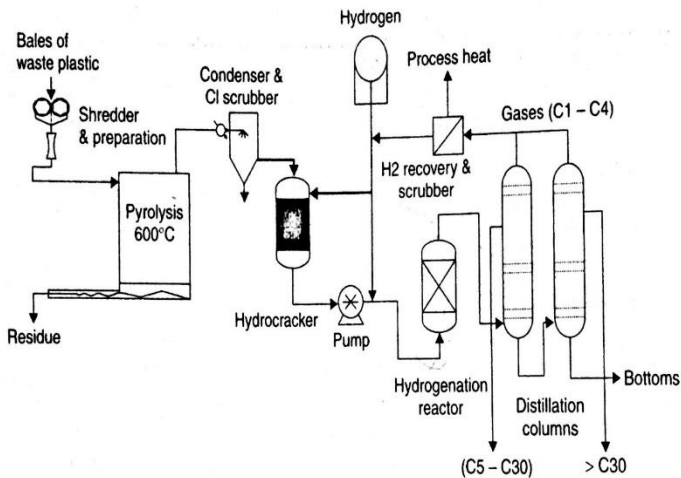 Hydrogen
Bales of
waste plastic
Shredder
& preparation
Condenser &
Cl scrubber
Process heat
Gases (C1 – C4)
H2 recovery &
scrubber
Pyrolysis
600°C
Residue
Hydrocracker
Pump
Hydrogenation
reactor
Distillation
columns
Bottoms
(C5 – C30)
> C30